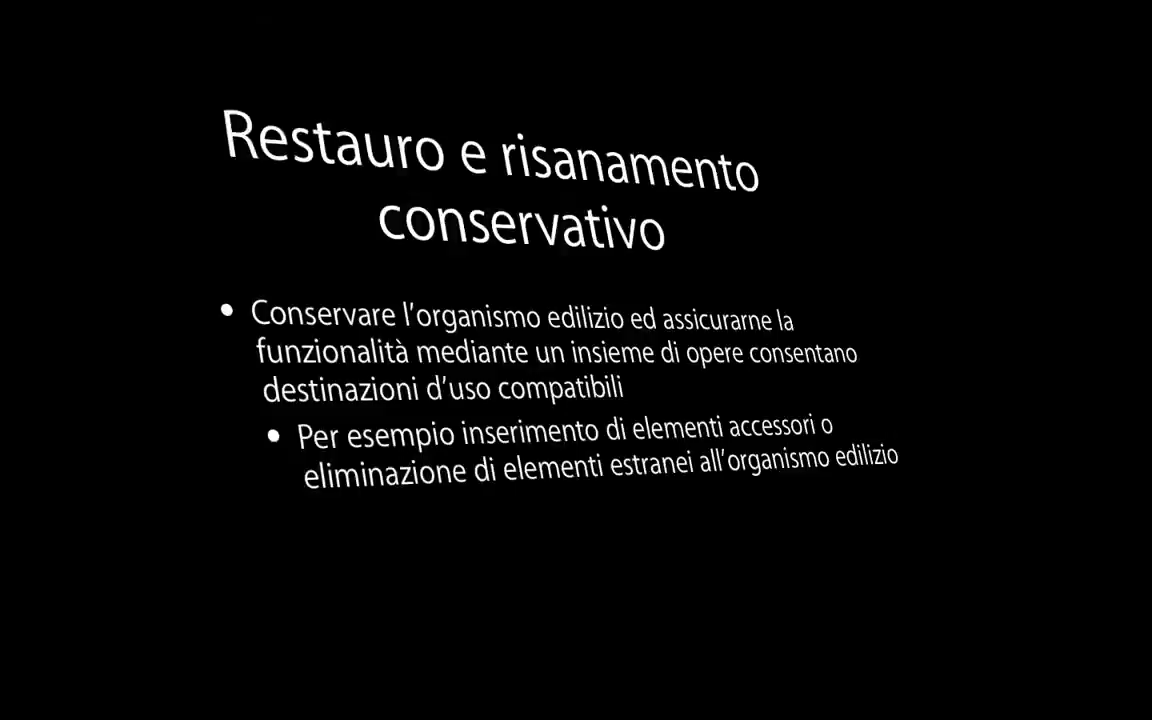 Restauro e risanamento
conservativo
• Conservare l’organismo edilizio ed assicurarne la
funzionalità mediante un insieme di opere consentano
destinazioni d’uso compatibili
• Per esempio inserimento di elementi accessori o
eliminazione di elementi estranei all’organismo edilizio